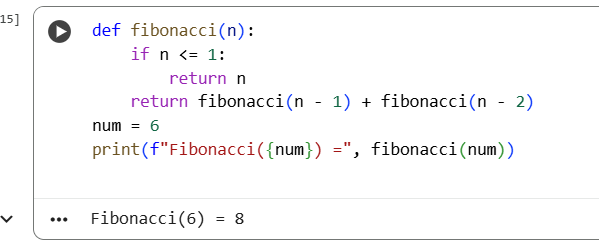 15]
def fibonacci(n):
    if n <= 1:
        return n
    return fibonacci(n - 1) + fibonacci(n - 2)
num = 6
print(f"Fibonacci({num}) =", fibonacci(num))
Fibonacci(6) = 8